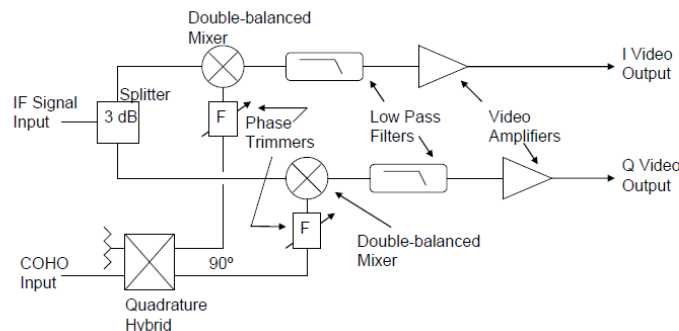 Double-balanced
Mixer
I Video
Output
Splitter
IF Signal
Input
3 dB
F
Phase
Trimmers
Low Pass
Filters
Video
Amplifiers
Q Video
Output
F
Double-balanced
Mixer
COHO
Input
90º
Quadrature
Hybrid